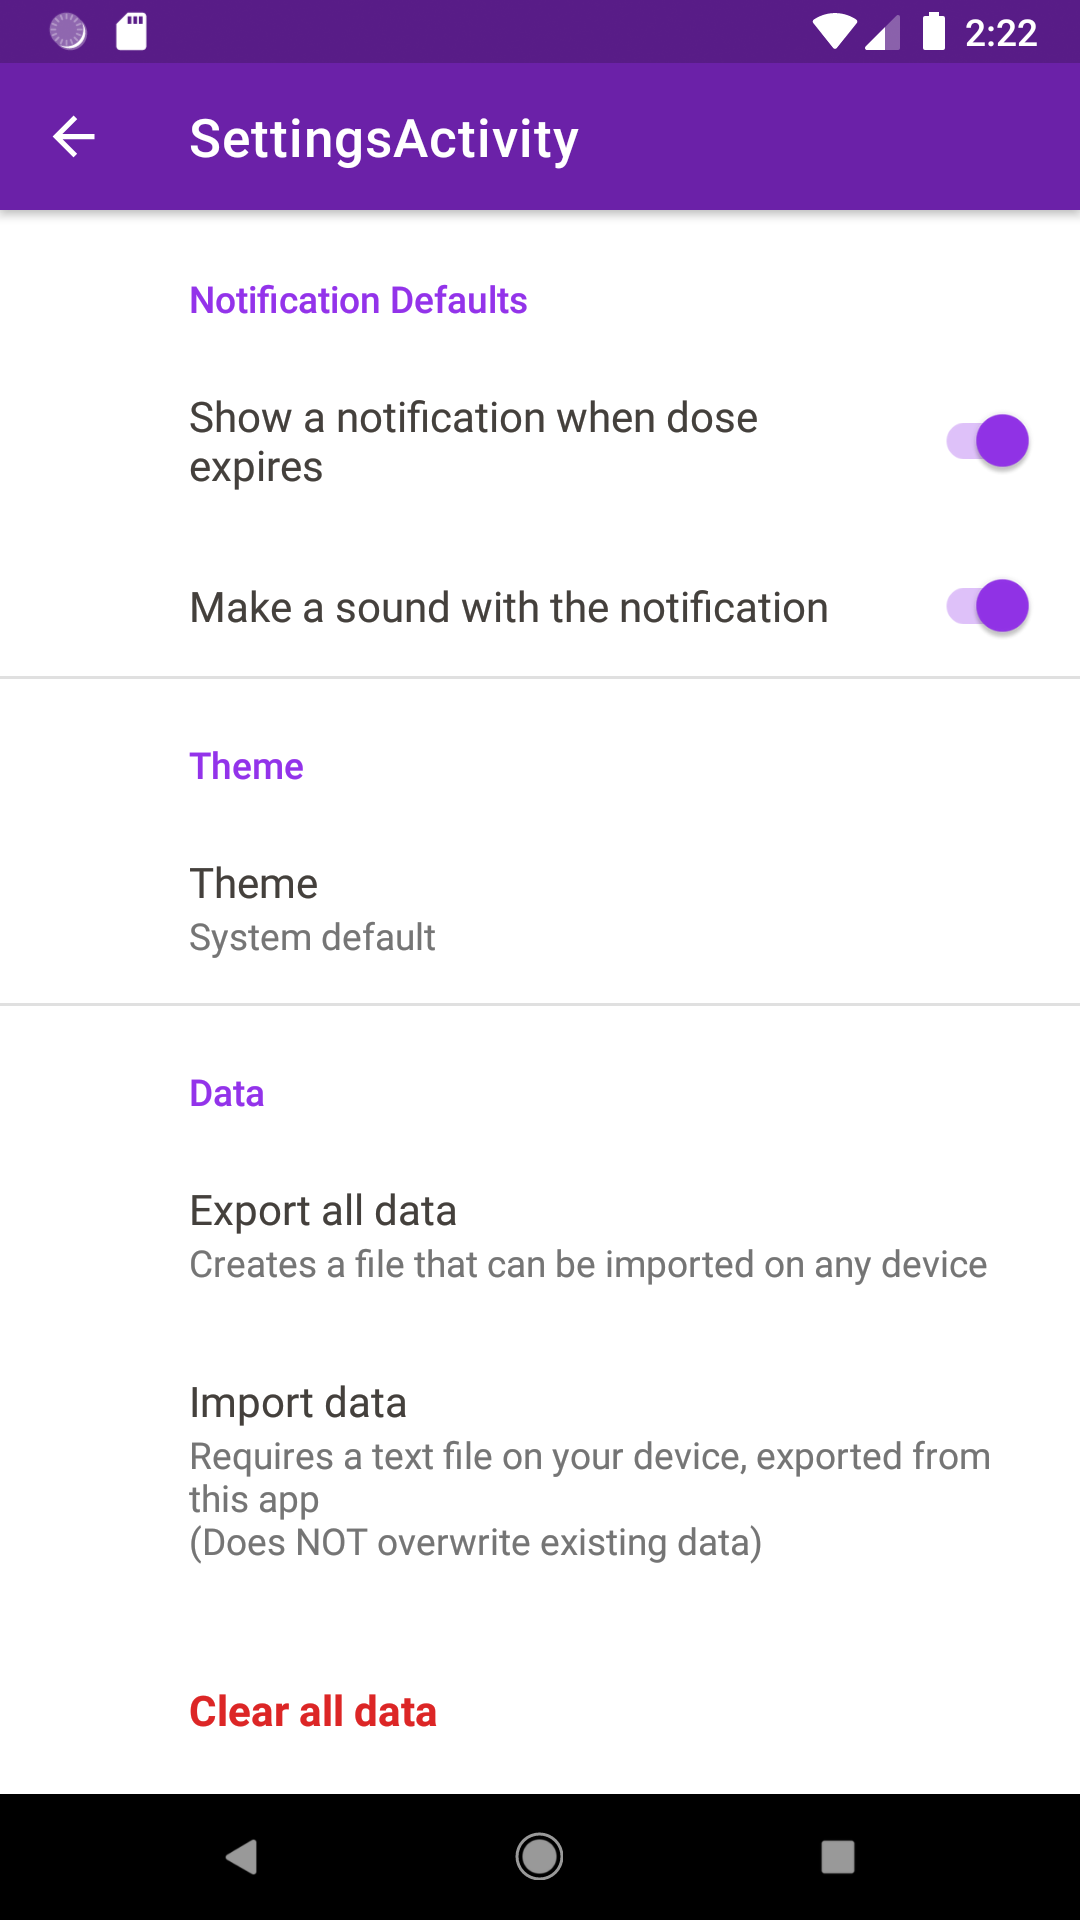 2:22
SettingsActivity
Notification Defaults
Show a notification when dose
expires
Make a sound with the notification
Theme
Theme
System default
Data
Export all data
Creates a file that can be imported on any device
Import data
Requires a text file on your device, exported from
this app
(Does NOT overwrite existing data)
Clear all data